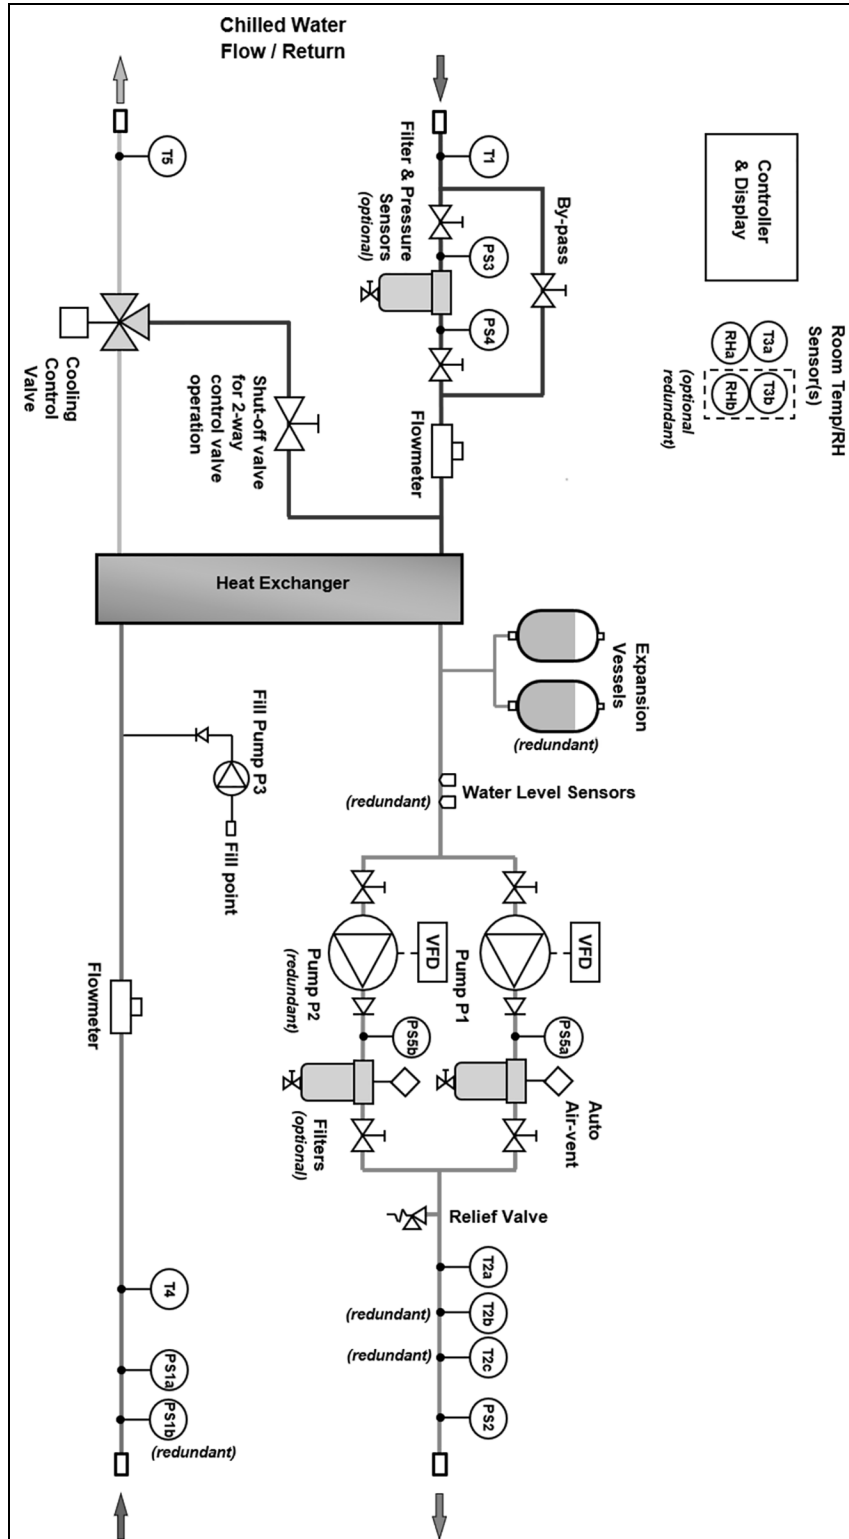 Chilled Water
Flow / Return
T5
T1
Filter & Pressure
Sensors
(optional)
PS3
PS4
By-pass
Controller
& Display
Room Temp/RH
Sensor(s)
T3a
RHa
T3b
RHb
(optional
redundant)
Cooling
Control
Valve
Shut-off valve
for 2-way
control valve
operation
Flowmeter
Heat Exchanger
Expansion
Vessels
(redundant)
Fill Pump P3
Fill point
Water Level Sensors
(redundant)
VFD
VFD
Pump P1
Pump P2
(redundant)
Flowmeter
PS5b
PS5a
Auto
Air-vent
Filters
(optional)
Relief Valve
T2a
T4
T2b
(redundant)
T2c
(redundant)
PS1a
PS1b
(redundant)
PS2